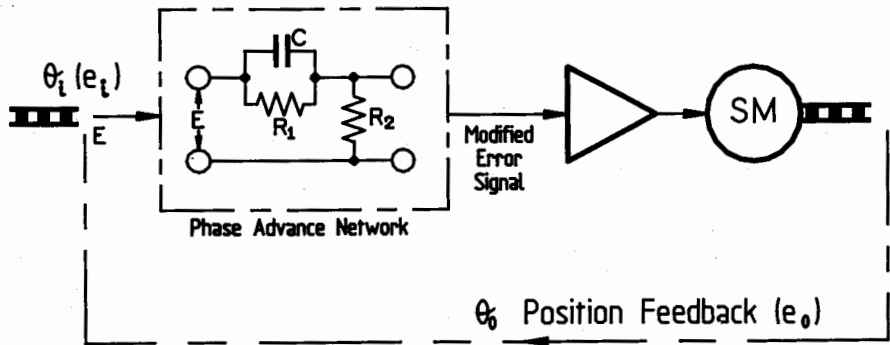 θi (ei)
E
C
E
R1
R2
Phase Advance Network
Modified
Error
Signal
SM
θo Position Feedback (eo)